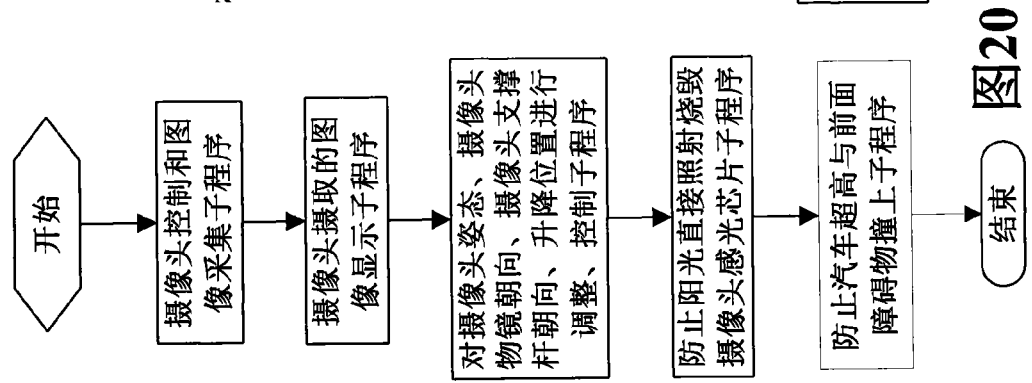 开始
摄像头控制和图
像采集子程序
摄像头摄取的图
像显示子程序
对摄像头姿态、摄像头
物镜朝向、摄像头支撑
杆朝向、升降位置进行
调整、控制子程序
防止阳光直接照射烧毁
摄像头感光芯片子程序
防止汽车超高与前面
障碍物撞上子程序
结束
图20